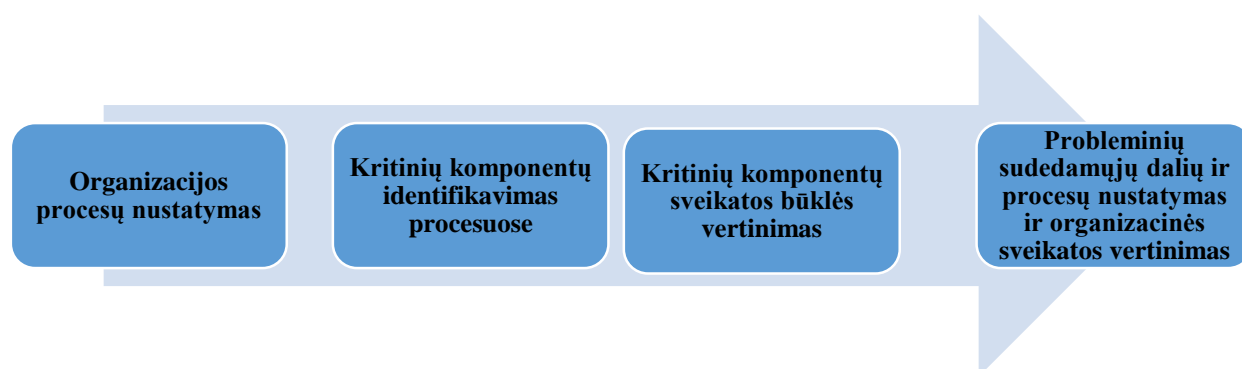 Organizacijos
procesų nustatymas
Kritinių komponentų
identifikavimas
procesuose
Kritinių komponentų
sveikatos būklės
vertinimas
Probleminių
sudedamųjų dalių ir
procesų nustatymas
ir organizacinės
sveikatos vertinimas